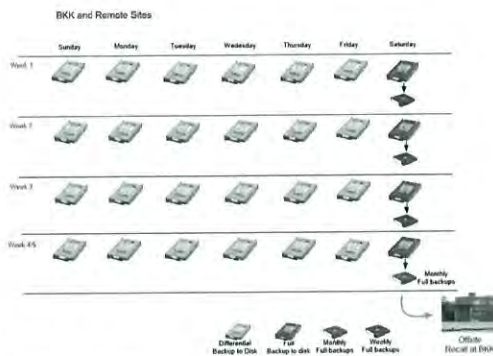 BKK and Remote Sites
Sunday Monday Tuesday Wednesday Thursday Friday Saturday
Week 1
Week
Week 3
Week 4/5
Monthly
Full backups
Differential
Backup to Disk
Full
Backup to disk
Monthly
Full backups
Weekly
Full backups
Offsite
at BKK